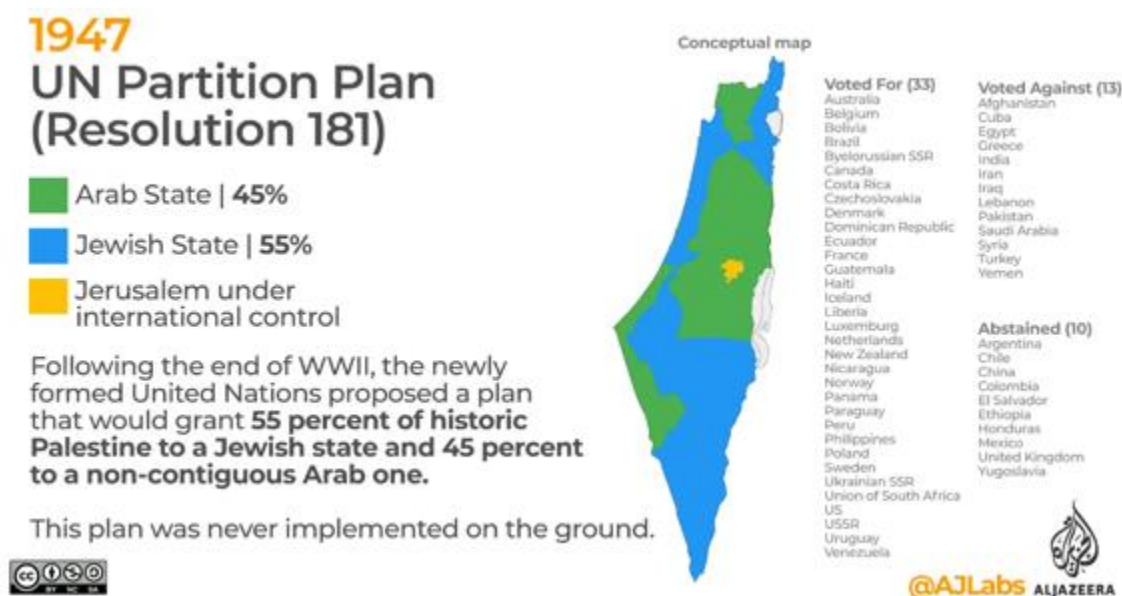 1947
UN Partition Plan
(Resolution 181)
Arab State | 45%
Jewish State | 55%
Jerusalem under
international control
Following the end of WWII, the newly
formed United Nations proposed a plan
that would grant 55 percent of historic
Palestine to a Jewish state and 45 percent
to a non-contiguous Arab one.
This plan was never implemented on the ground.
cc
BY NC SA
Conceptual map
Voted For (33)
Australia
Belgium
Bolivia
Brazil
Byelorussian SSR
Canada
Costa Rica
Czechoslovakia
Denmark
Dominican Republic
Ecuador
France
Guatemala
Haiti
Iceland
Liberia
Luxemburg
Netherlands
New Zealand
Nicaragua
Norway
Panama
Paraguay
Peru
Philippines
Poland
Sweden
Ukrainian SSR
Union of South Africa
US
USSR
Uruguay
Venezuela
Voted Against (13)
Afghanistan
Cuba
Egypt
Greece
India
Iran
Iraq
Lebanon
Pakistan
Saudi Arabia
Syria
Turkey
Yemen
Abstained (10)
Argentina
Chile
China
Colombia
El Salvador
Ethiopia
Honduras
Mexico
United Kingdom
Yugoslavia
@AJLabs
ALJAZEERA